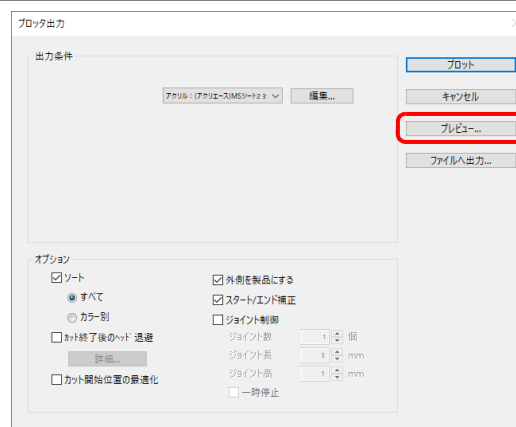 プロッタ出力
出力条件
アクリル：(アクリエース)MSシート2 ﾐ
編集...
プロット
キャンセル
プレビュー...
ファイルへ出力...
オプション
ソート
すべて
カラー別
カット終了後のヘッド退避
詳細...
カット開始位置の最適化
外側を製品にする
スタート/エンド補正
ジョイント制御
ジョイント数 1 個
ジョイント長 3 mm
ジョイント高 1 mm
一時停止